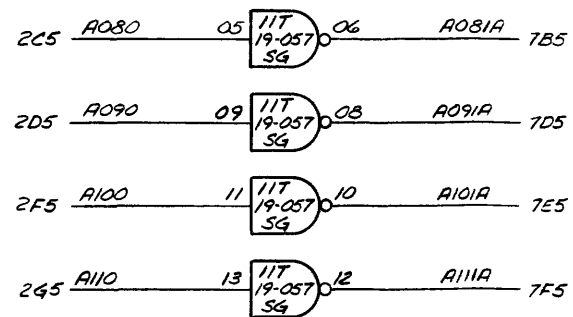 2C5 A080 05 11T 19-057 SG 06 A081A 7B5
2D5 A090 09 11T 19-057 SG 08 A091A 7D5
2F5 A100 11 11T 19-057 SG 10 A101A 7E5
2G5 A110 13 11T 19-057 SG 12 A111A 7F5